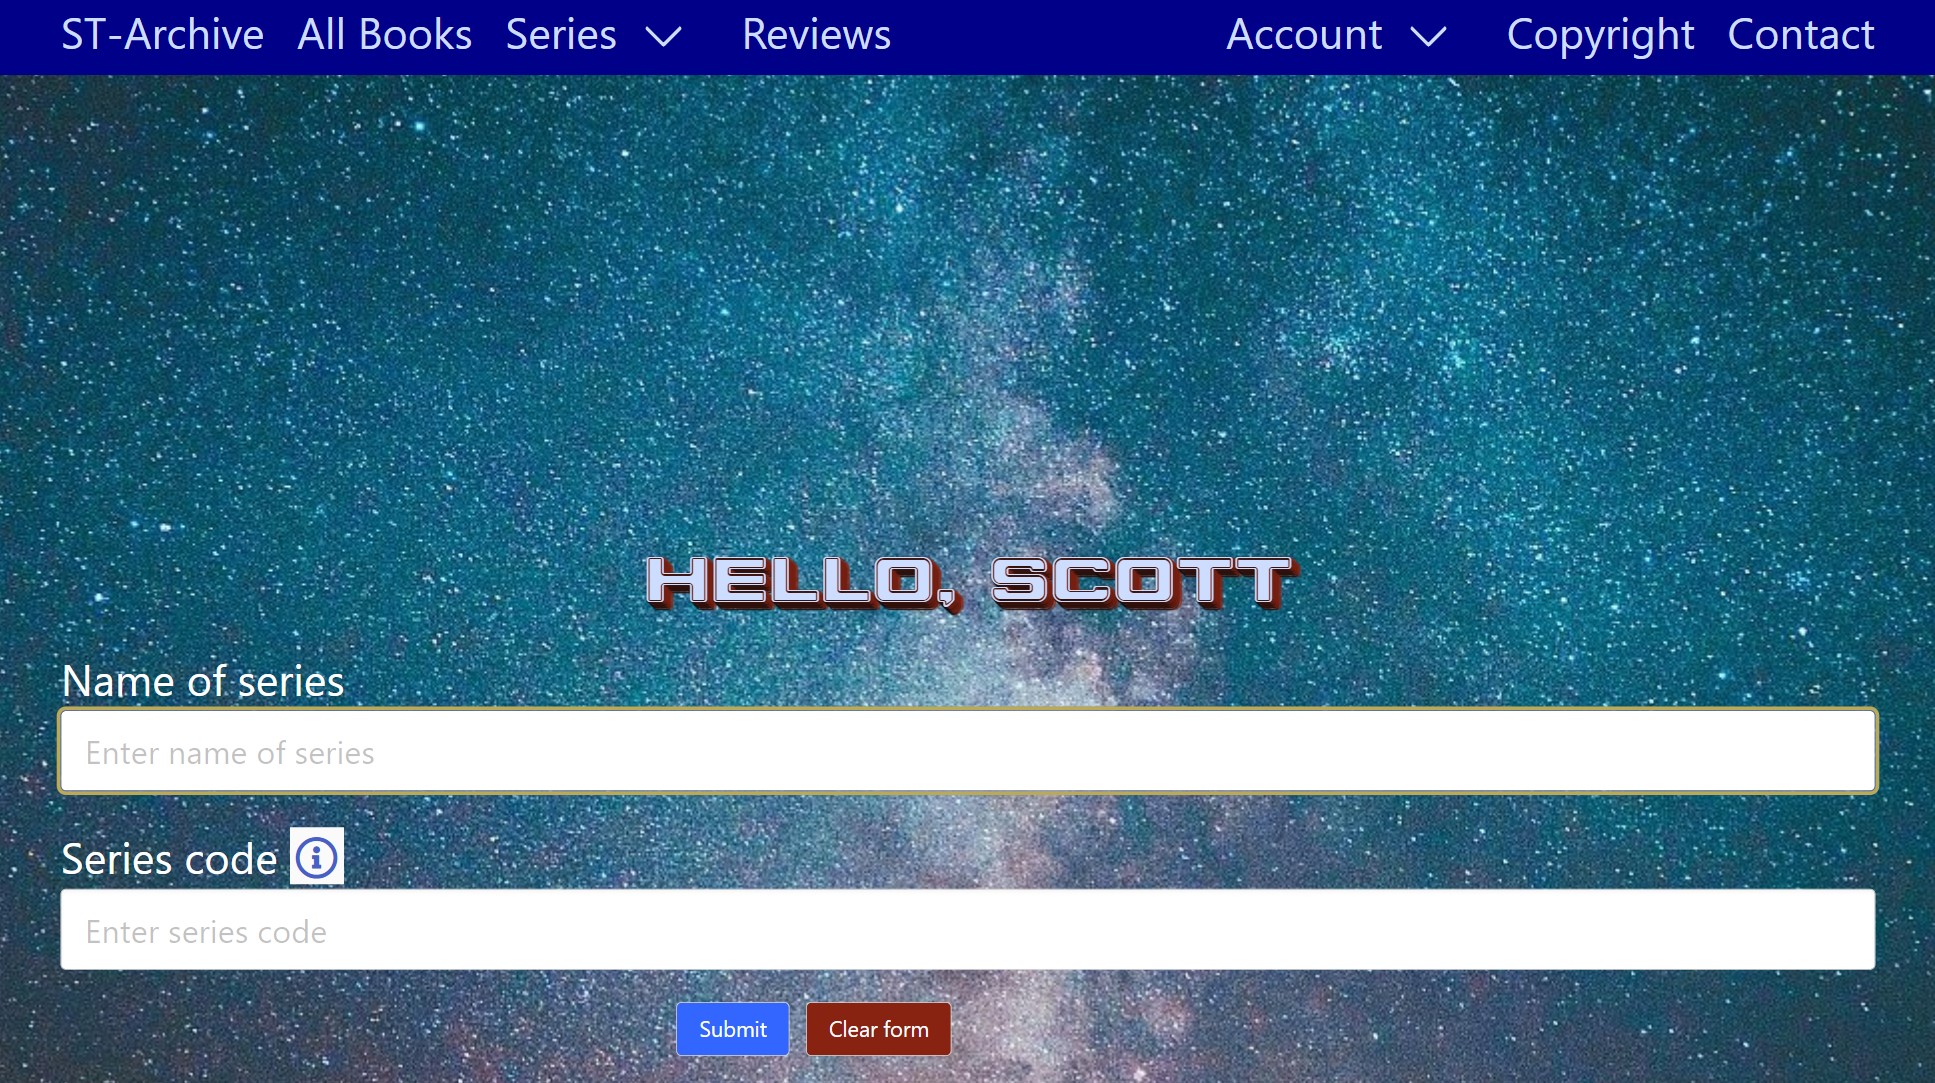 ST-Archive All Books Series Reviews Account Copyright Contact
HELLO, SCOTT
Name of series
Enter name of series
Series code
Enter series code
Submit Clear form